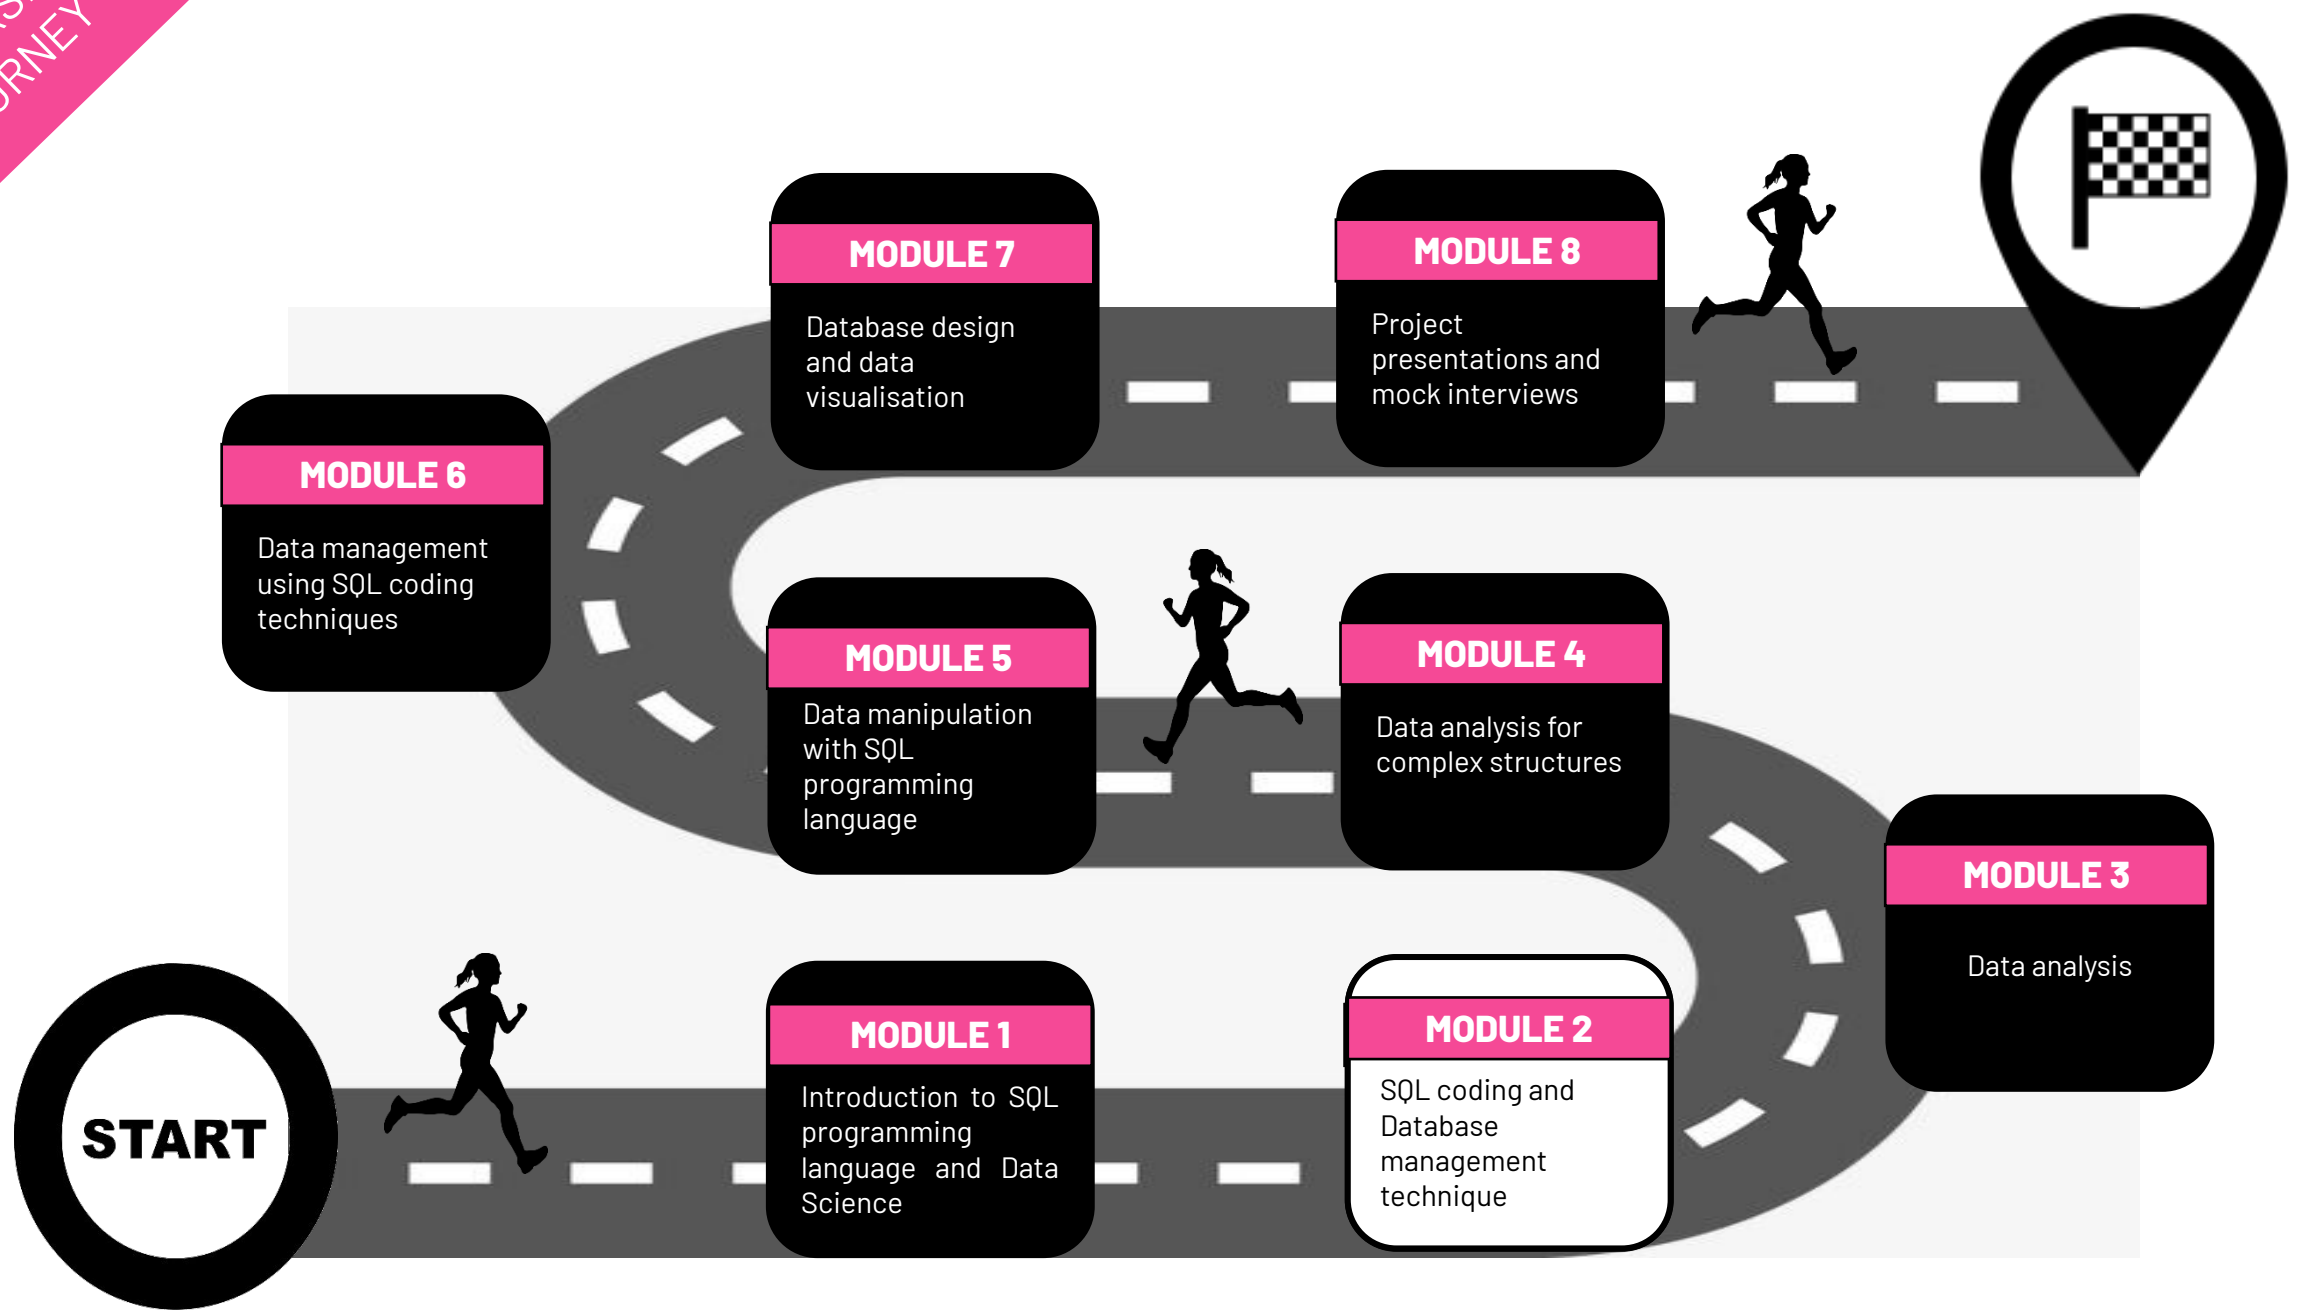 START
MODULE 1
Introduction to SQL
programming
language and Data
Science
MODULE 2
SQL coding and
Database
management
technique
MODULE 3
Data analysis
MODULE 4
Data analysis for
complex structures
MODULE 5
Data manipulation
with SQL
programming
language
MODULE 6
Data management
using SQL coding
techniques
MODULE 7
Database design
and data
visualisation
MODULE 8
Project
presentations and
mock interviews